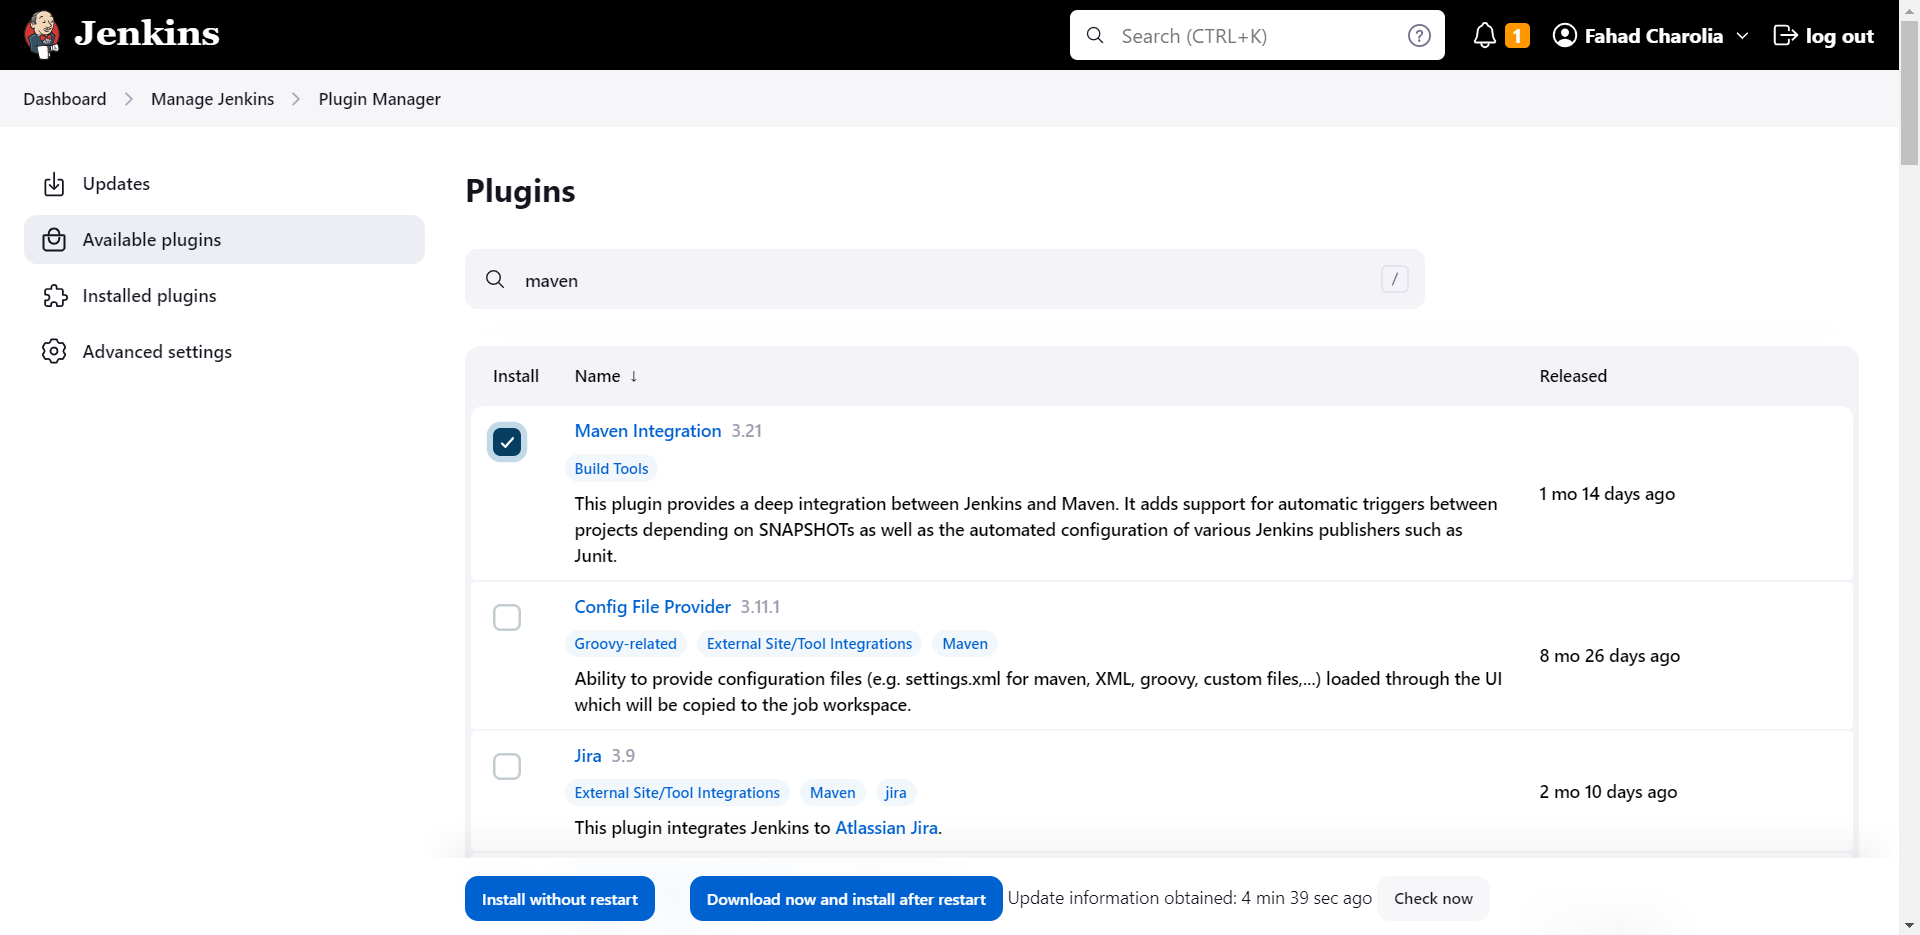 Jenkins
Search (CTRL+K)
?
1
Fahad Charolia
log out
Dashboard
Manage Jenkins
Plugin Manager
Updates
Available plugins
Installed plugins
Advanced settings
Plugins
maven
/
Install
Name ↓
Released
Maven Integration 3.21
Build Tools
This plugin provides a deep integration between Jenkins and Maven. It adds support for automatic triggers between
projects depending on SNAPSHOTs as well as the automated configuration of various Jenkins publishers such as
Junit.
1 mo 14 days ago
Config File Provider 3.11.1
Groovy-related External Site/Tool Integrations Maven
Ability to provide configuration files (e.g. settings.xml for maven, XML, groovy, custom files,...) loaded through the UI
which will be copied to the job workspace.
8 mo 26 days ago
Jira 3.9
External Site/Tool Integrations Maven jira
This plugin integrates Jenkins to Atlassian Jira.
2 mo 10 days ago
Install without restart
Download now and install after restart
Update information obtained: 4 min 39 sec ago
Check now